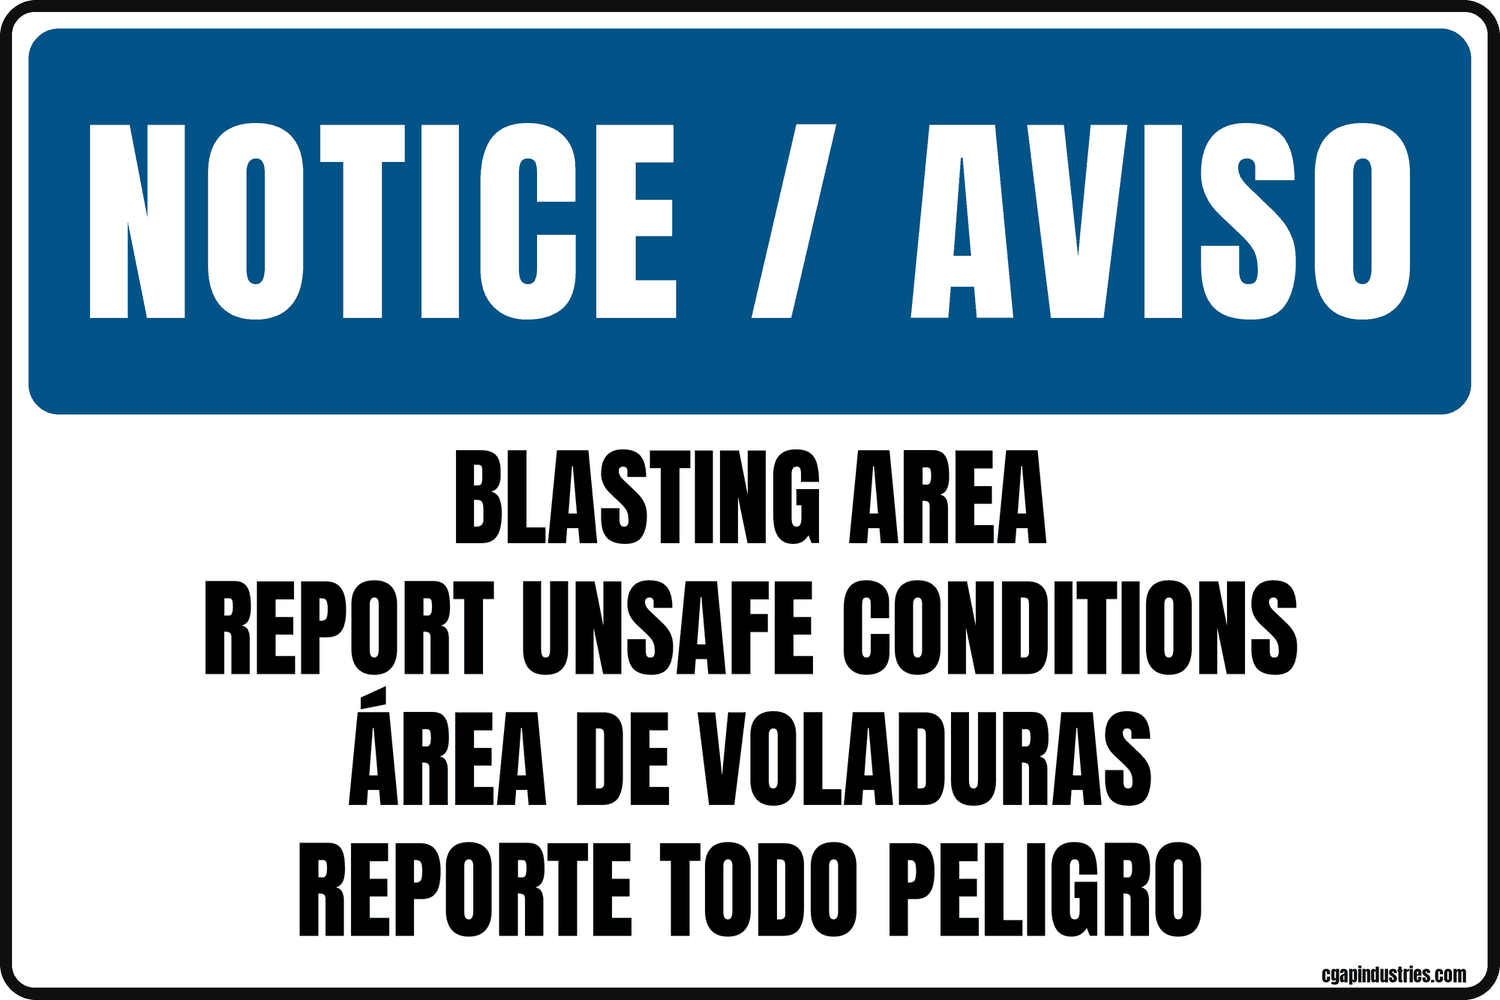 NOTICE / AVISO
BLASTING AREA
REPORT UNSAFE CONDITIONS
ÁREA DE VOLADURAS
REPORTE TODO PELIGRO
cgapindustries.com